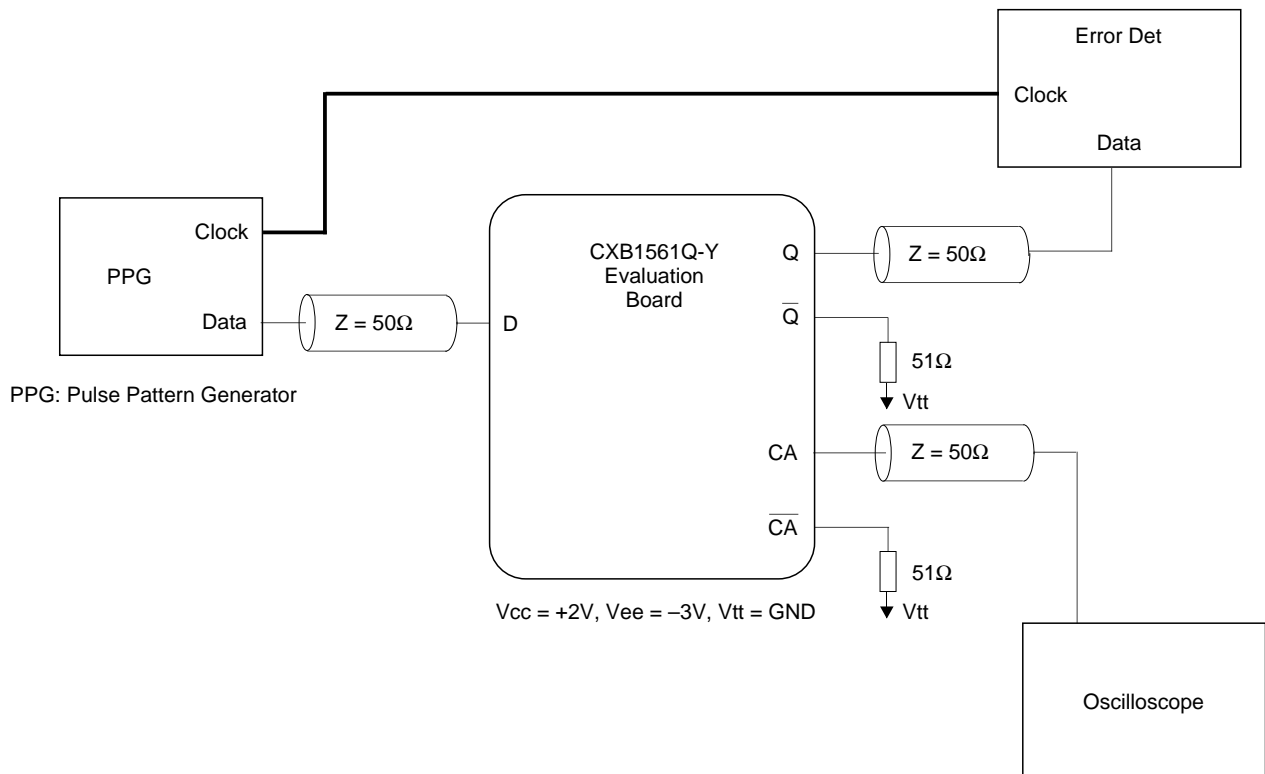 Error Det
Clock
Data
Clock
PPG
Data
Z = 50Ω
PPG: Pulse Pattern Generator
CXB1561Q-Y
Evaluation
Board
D
Q
Q̅
CA
C̅A̅
Z = 50Ω
51Ω
Vtt
Z = 50Ω
51Ω
Vtt
Vcc = +2V, Vee = –3V, Vtt = GND
Oscilloscope